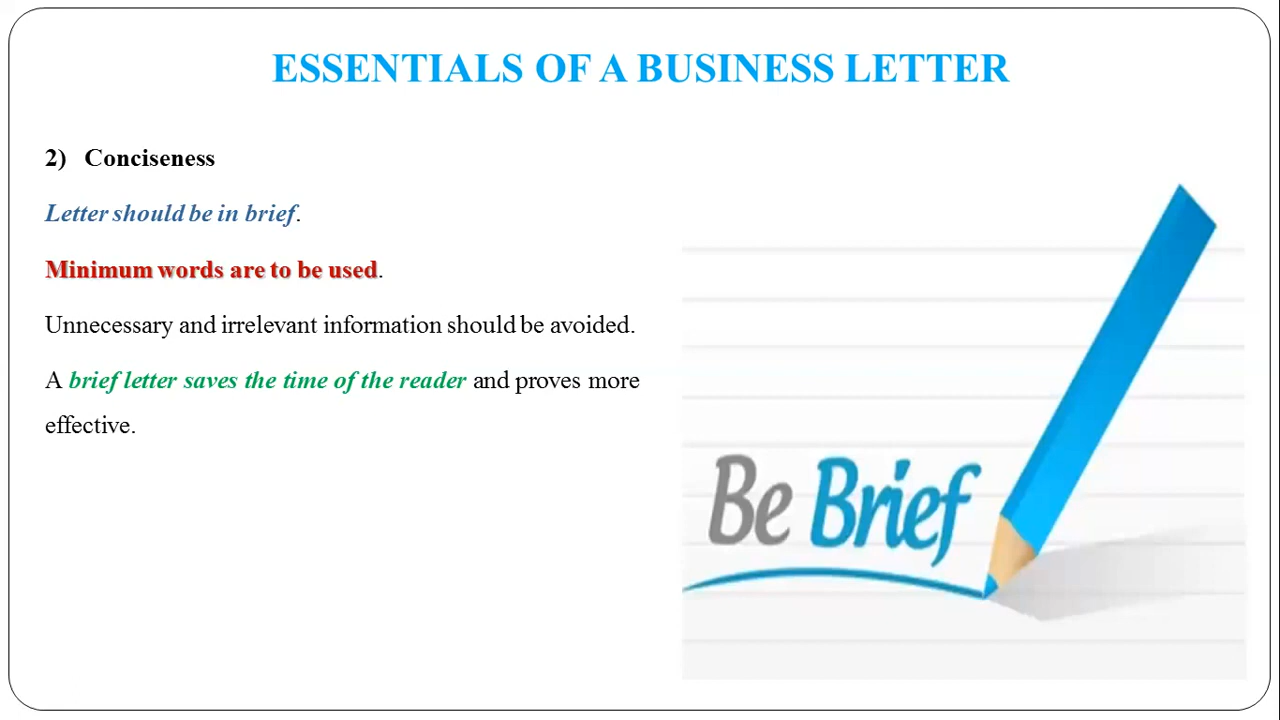 ESSENTIALS OF A BUSINESS LETTER
2) Conciseness
Letter should be in brief.
Minimum words are to be used.
Unnecessary and irrelevant information should be avoided.
A brief letter saves the time of the reader and proves more
effective.
Be Brief